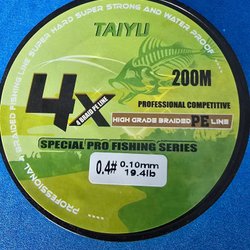 TAIYU
200M
4X
4 BRAID PE LINE
PROFESSIONAL COMPETITIVE
HIGH GRADE BRAIDED PE LINE
SPECIAL PRO FISHING SERIES
0.4# 0.10mm
19.4lb
BRAIDED FISHING LINE SUPER HARD SUPER STRONG AND WATER PROOF
PROFESSIONAL
TAIYU